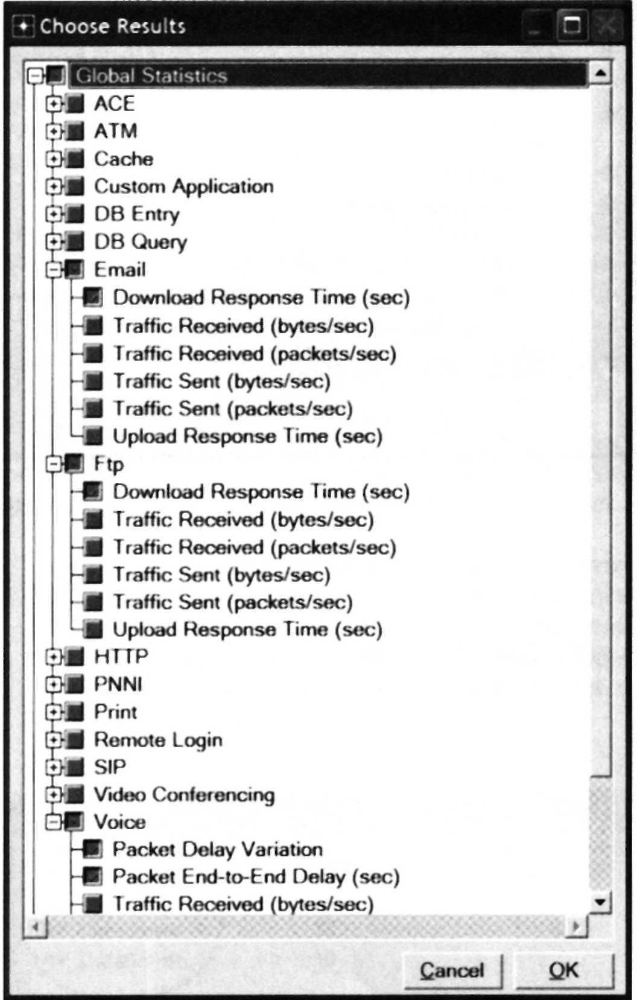 Choose Results
Global Statistics
ACE
ATM
Cache
Custom Application
DB Entry
DB Query
Email
Download Response Time (sec)
Traffic Received (bytes/sec)
Traffic Received (packets/sec)
Traffic Sent (bytes/sec)
Traffic Sent (packets/sec)
Upload Response Time (sec)
Ftp
Download Response Time (sec)
Traffic Received (bytes/sec)
Traffic Received (packets/sec)
Traffic Sent (bytes/sec)
Traffic Sent (packets/sec)
Upload Response Time (sec)
HTTP
PNNI
Print
Remote Login
SIP
Video Conferencing
Voice
Packet Delay Variation
Packet End-to-End Delay (sec)
Traffic Received (bytes/sec)
Cancel OK